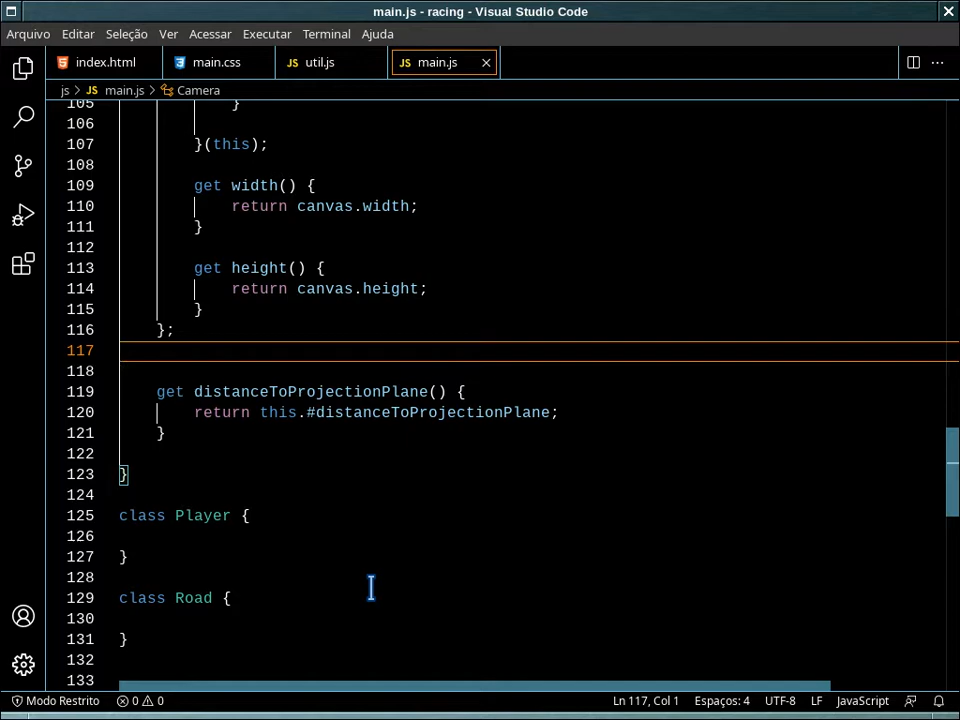 main.js - racing - Visual Studio Code
Arquivo Editar Seleção Ver Acessar Executar Terminal Ajuda
index.html main.css JS util.js JS main.js
js > JS main.js > Camera
105 }
106
107 }(this);
108
109 get width() {
110 return canvas.width;
111 }
112
113 get height() {
114 return canvas.height;
115 }
116 };
117
118
119 get distanceToProjectionPlane() {
120 return this.#distanceToProjectionPlane;
121 }
122
123 }
124
125 class Player {
126
127 }
128
129 class Road {
130
131 }
132
133
Modo Restrito 0 0 Ln 117, Col 1 Espaços: 4 UTF-8 LF JavaScript